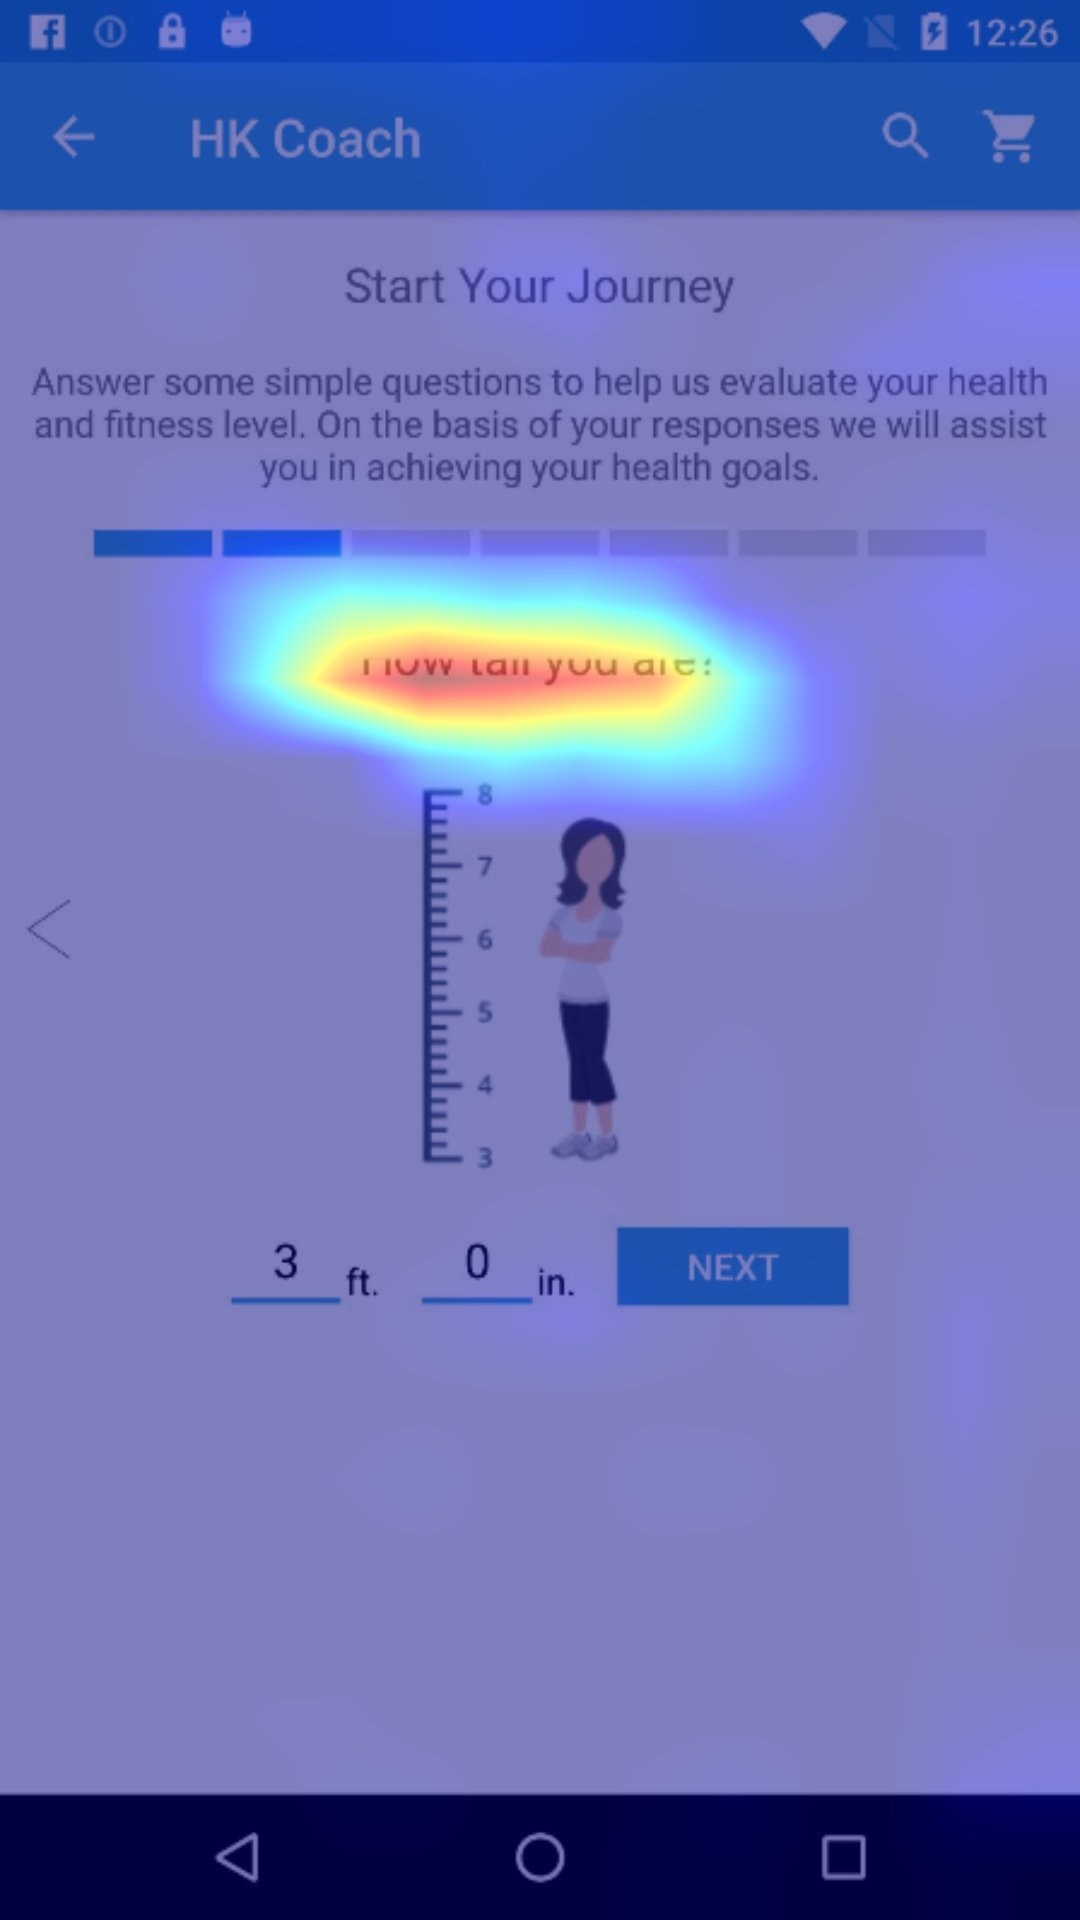 12:26
HK Coach
Start Your Journey
Answer some simple questions to help us evaluate your health
and fitness level. On the basis of your responses we will assist
you in achieving your health goals.
How tall you are?
8
7
6
5
4
3
3 ft. 0 in. NEXT